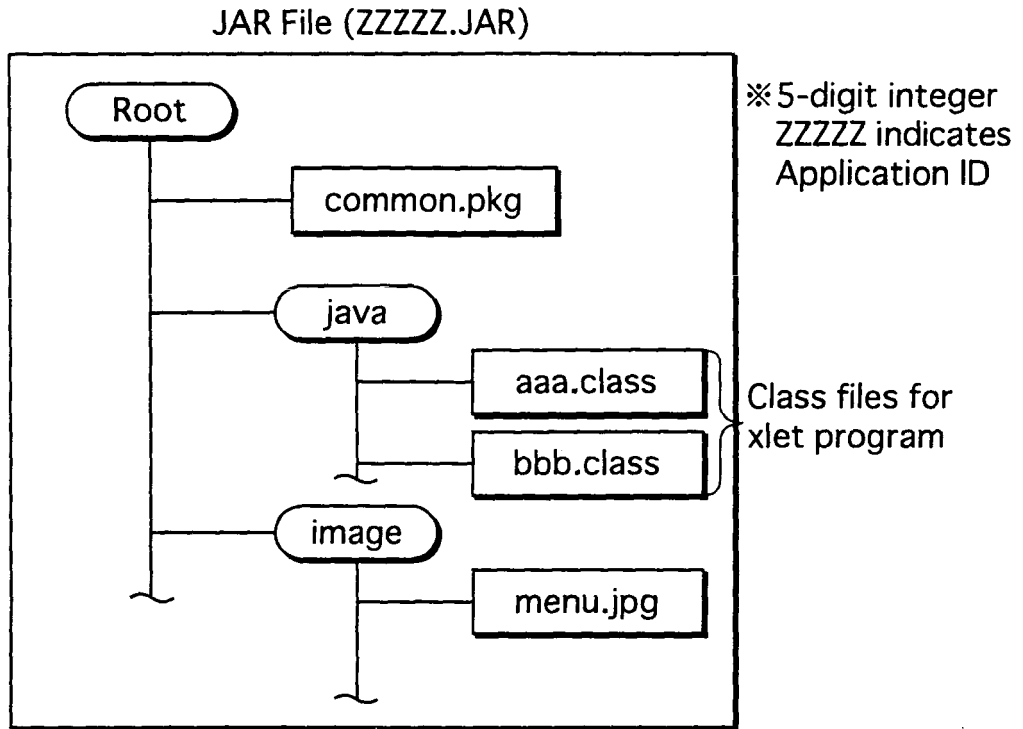 JAR File (ZZZZZ.JAR)
Root
※5-digit integer
ZZZZZ indicates
Application ID
common.pkg
java
aaa.class
bbb.class
Class files for
xlet program
image
menu.jpg